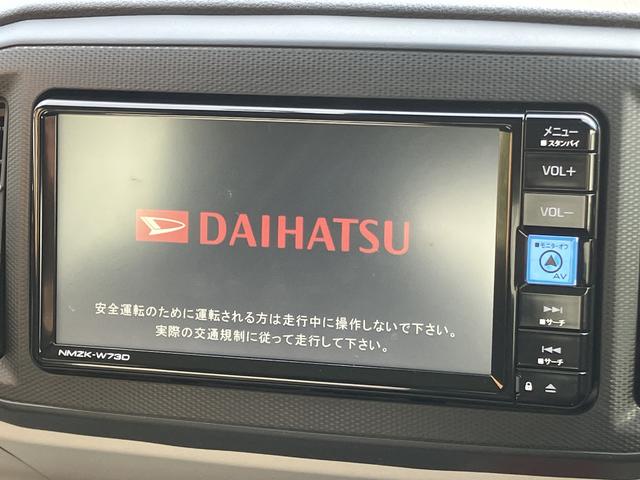 DAIHATSU
安全運転のために運転される方は走行中に操作しないで下さい。
実際の交通規制に従って走行して下さい。
NMZK-W73D
メニュー
■スタンバイ
VOL+
VOL−
■モニターオフ
AV
▶▶|
■サーチ
|◀◀
■サーチ